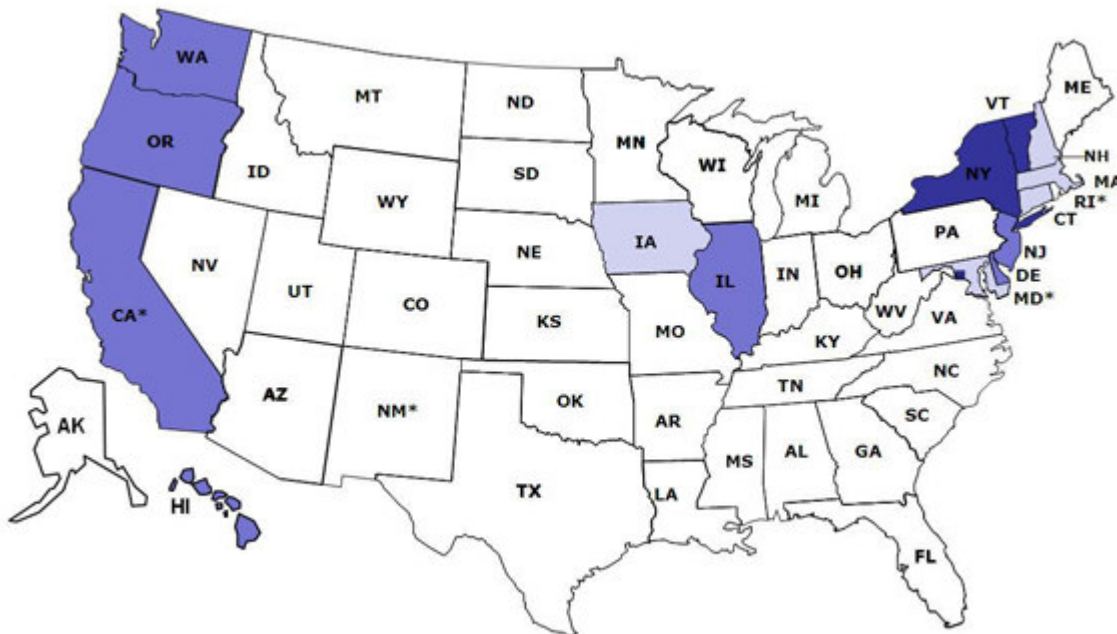 WA
MT
ND
MN
VT
ME
OR
ID
SD
WI
MI
NY
NH
MA
RI*
CT
WY
IA
PA
NJ
NE
NV
UT
CO
IL
IN
OH
DE
MD*
CA*
KS
MO
WV
VA
KY
AZ
NM*
OK
TN
NC
AR
SC
AK
HI
TX
LA
MS
AL
GA
FL